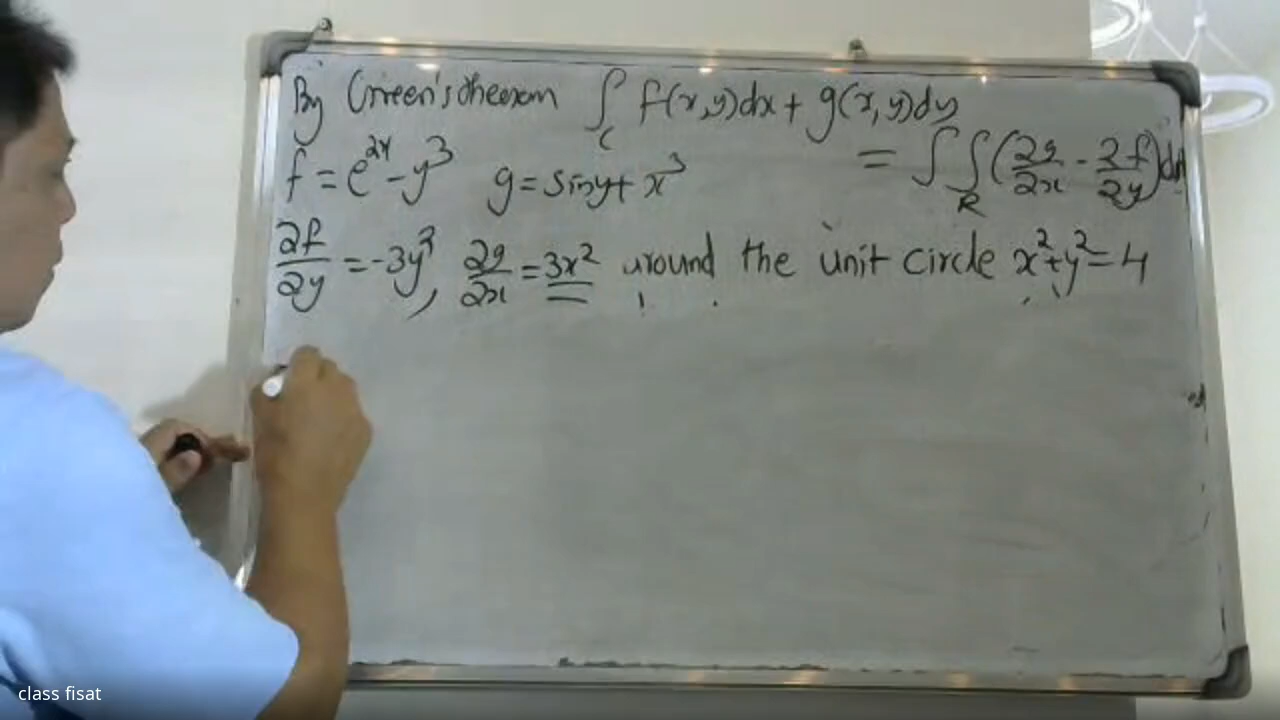 By Green's theorem ∫_C f(x,y)dx + g(x,y)dy
= ∫∫_R (∂g/∂x - ∂f/∂y)dA
f = e^{2x} - y^3 g = siny + x^3
∂f/∂y = -3y^2, ∂g/∂x = 3x^2 around the unit circle x^2+y^2=4
class fisat